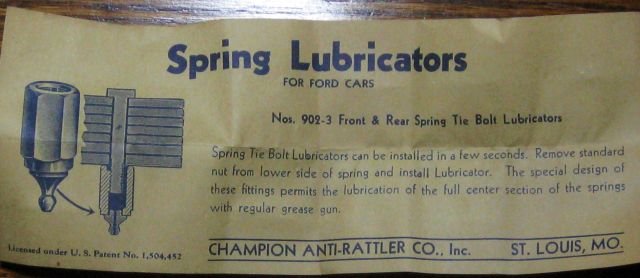 Spring Lubricators
FOR FORD CARS
Nos. 902-3 Front & Rear Spring Tie Bolt Lubricators
Spring Tie Bolt Lubricators can be installed in a few seconds. Remove standard
nut from lower side of spring and install Lubricator. The special design of
these fittings permits the lubrication of the full center section of the springs
with regular grease gun.
Licensed under U. S. Patent No. 1,504,452
CHAMPION ANTI-RATTLER CO., Inc. ST. LOUIS, MO.